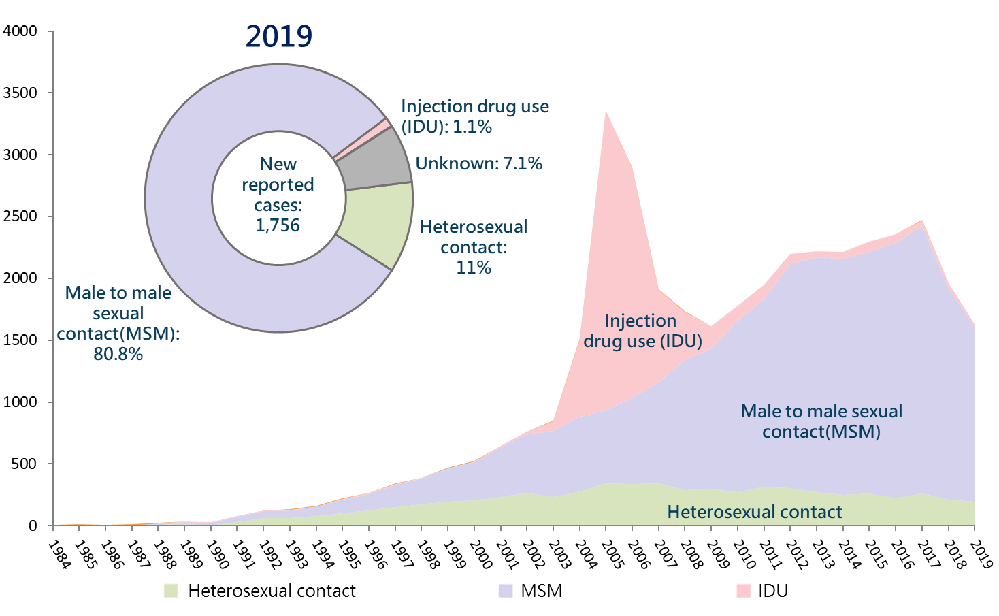 2019
4000
3500
3000
2500
2000
1500
1000
500
0
Injection drug use
(IDU): 1.1%
Unknown: 7.1%
New
reported
cases:
1,756
Heterosexual
contact:
11%
Male to male
sexual
contact(MSM):
80.8%
Injection
drug use (IDU)
Male to male sexual
contact(MSM)
Heterosexual contact
1984 1985 1986 1987 1988 1989 1990 1991 1992 1993 1994 1995 1996 1997 1998 1999 2000 2001 2002 2003 2004 2005 2006 2007 2008 2009 2010 2011 2012 2013 2014 2015 2016 2017 2018 2019
Heterosexual contact MSM IDU